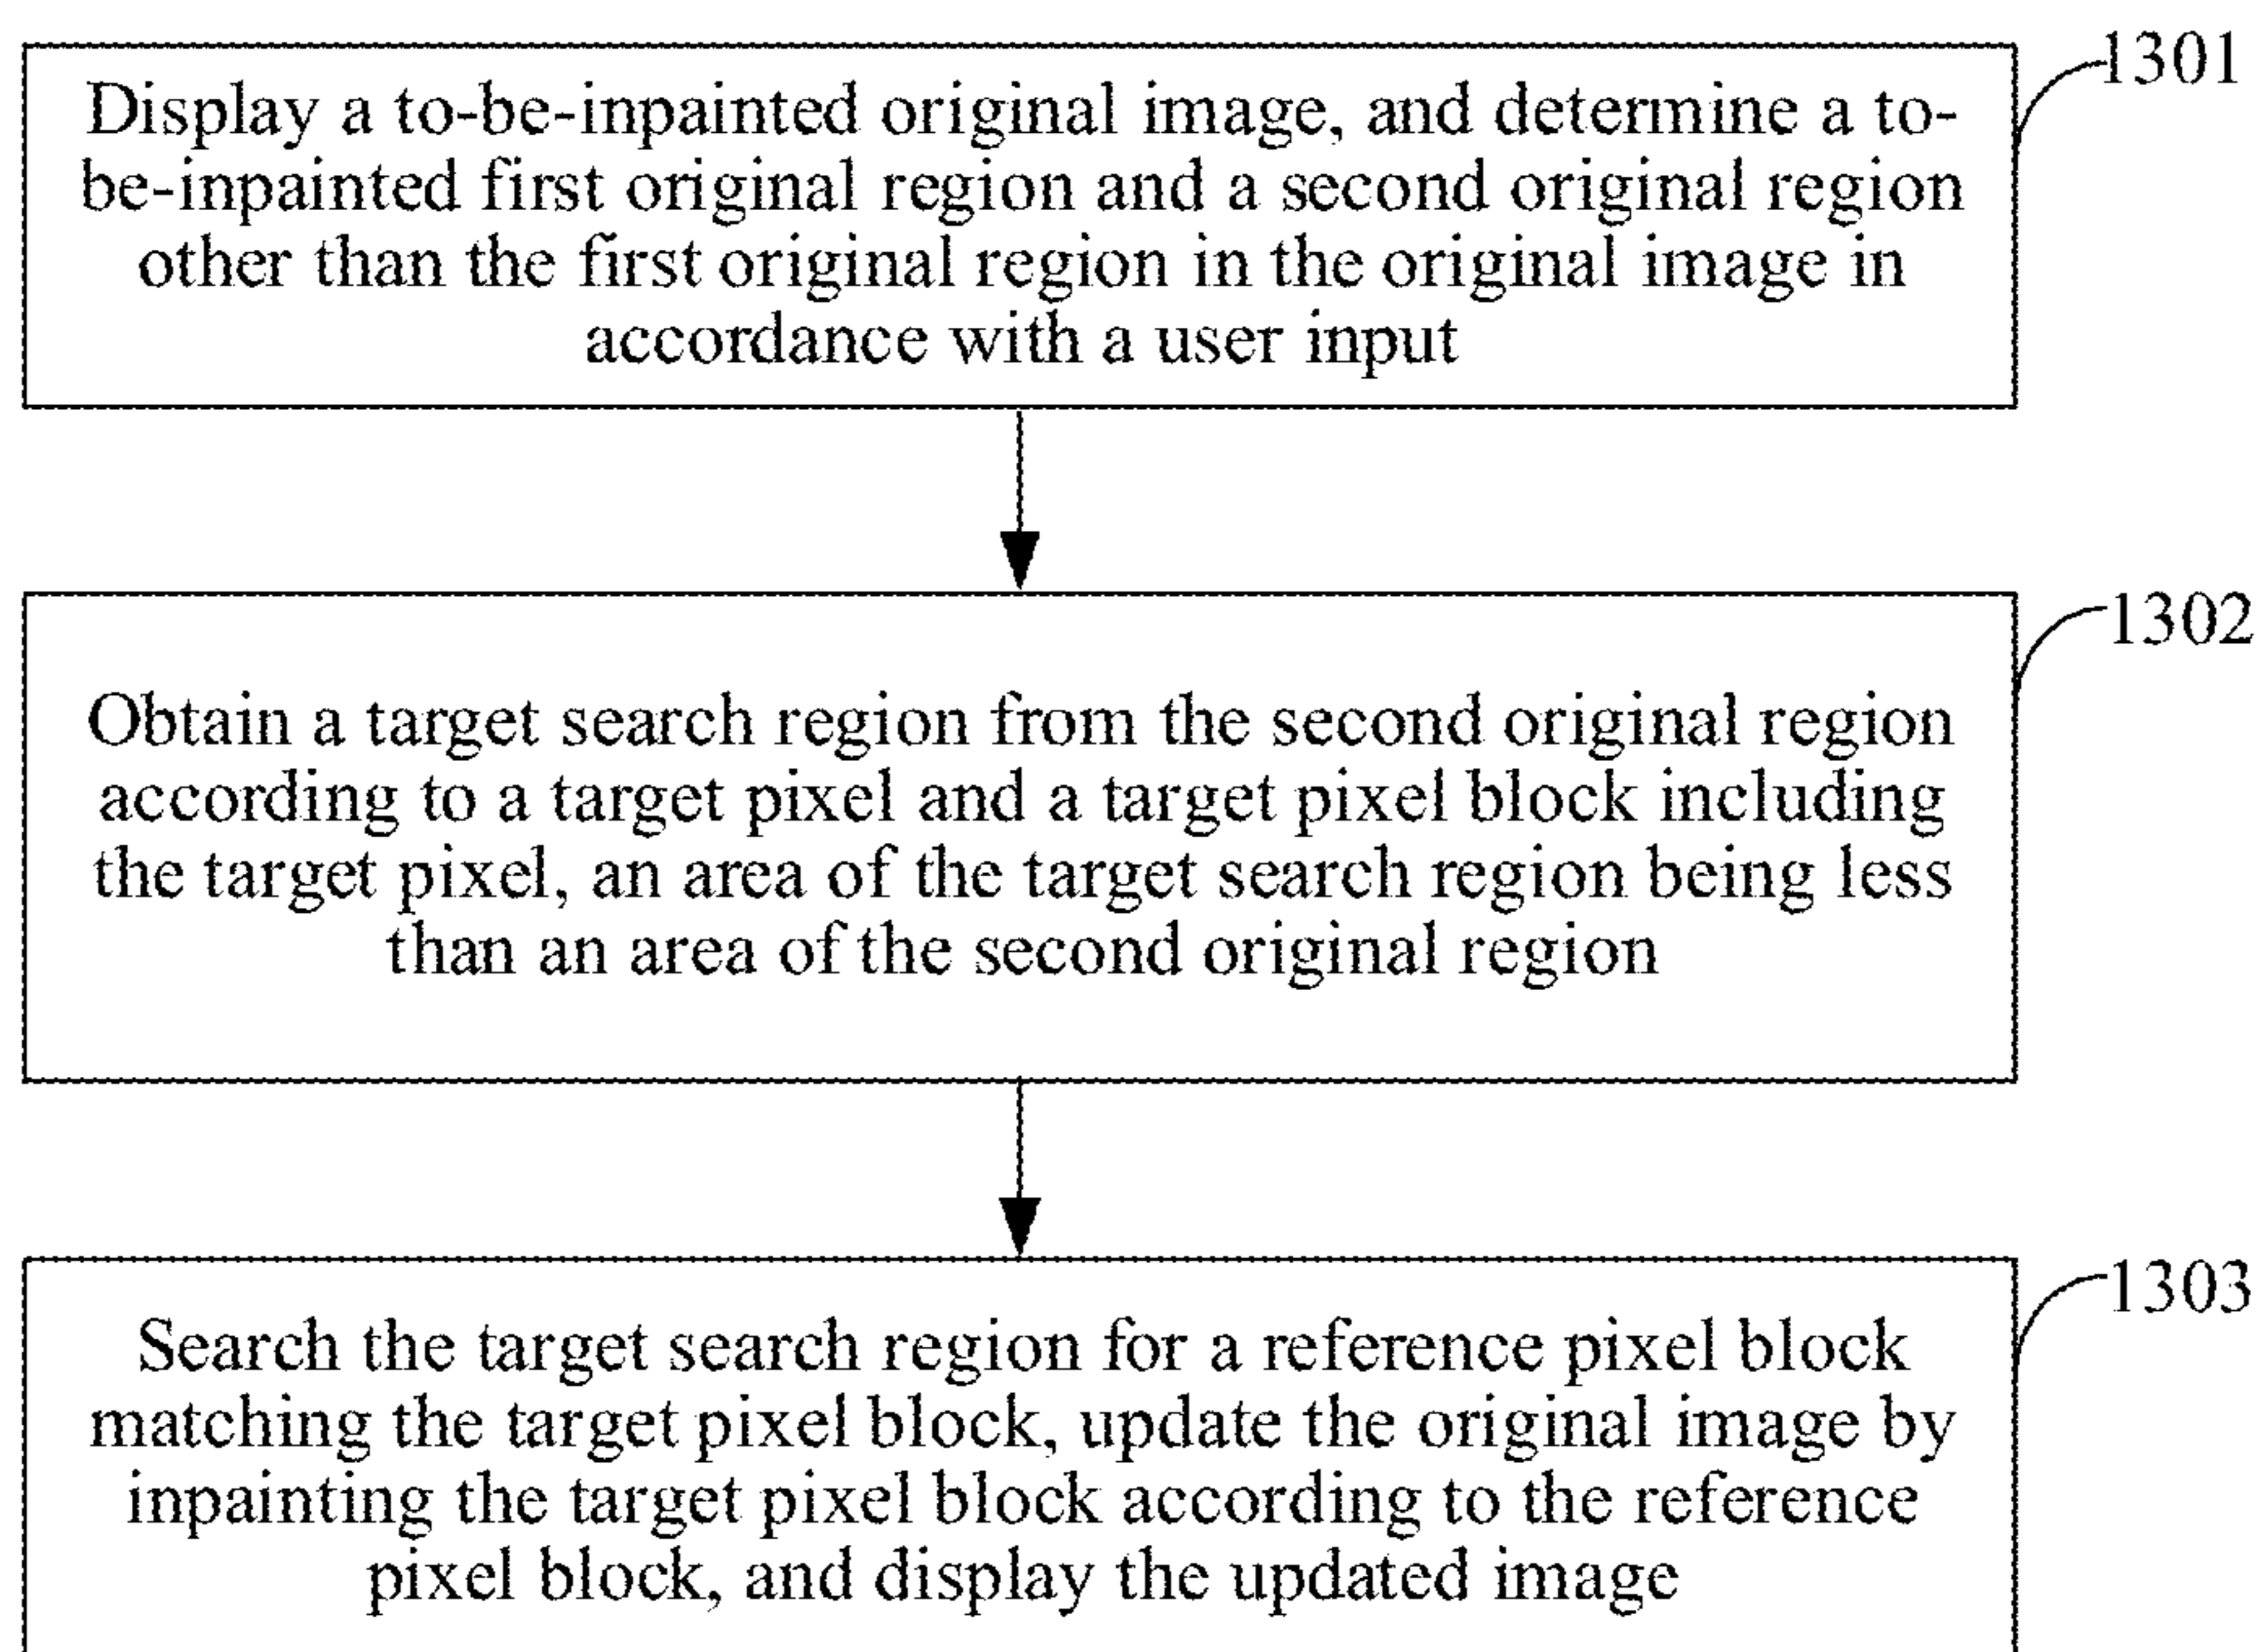 1301
Display a to-be-inpainted original image, and determine a to-
be-inpainted first original region and a second original region
other than the first original region in the original image in
accordance with a user input
1302
Obtain a target search region from the second original region
according to a target pixel and a target pixel block including
the target pixel, an area of the target search region being less
than an area of the second original region
1303
Search the target search region for a reference pixel block
matching the target pixel block, update the original image by
inpainting the target pixel block according to the reference
pixel block, and display the updated image